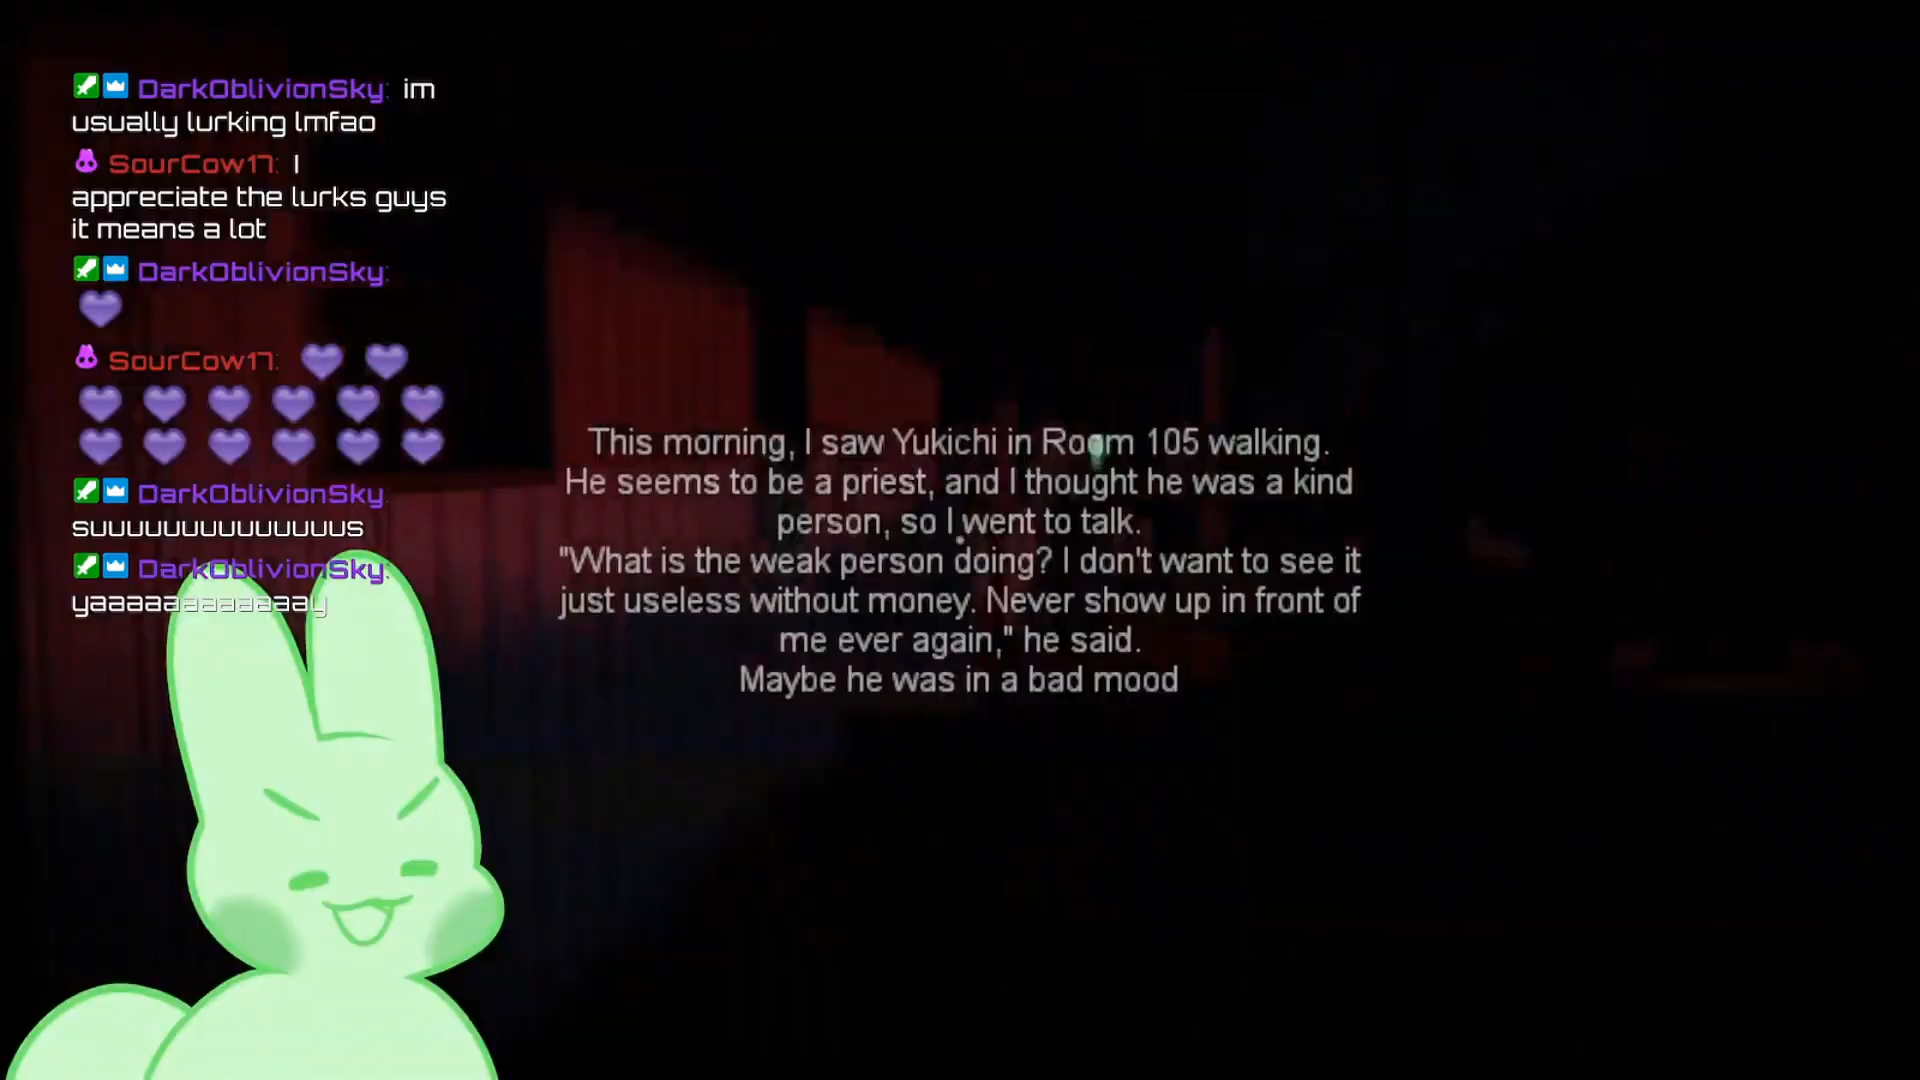 DarkOblivionSky: im
usually lurking lmfao
SourCow17: I
appreciate the lurks guys
it means a lot
DarkOblivionSky:
SourCow17:
DarkOblivionSky:
suuuuuuuuuuuuuus
DarkOblivionSky:
yaaaaaaaaaaaaay
This morning, I saw Yukichi in Room 105 walking.
He seems to be a priest, and I thought he was a kind
person, so I went to talk.
"What is the weak person doing? I don't want to see it
just useless without money. Never show up in front of
me ever again," he said.
Maybe he was in a bad mood